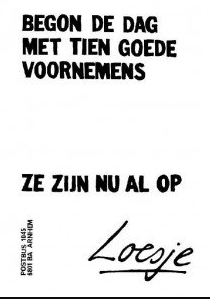 BEGON DE DAG
MET TIEN GOEDE
VOORNEMENS
ZE ZIJN NU AL OP
Loesje
POSTBUS 1045
6801 BA ARNHEM